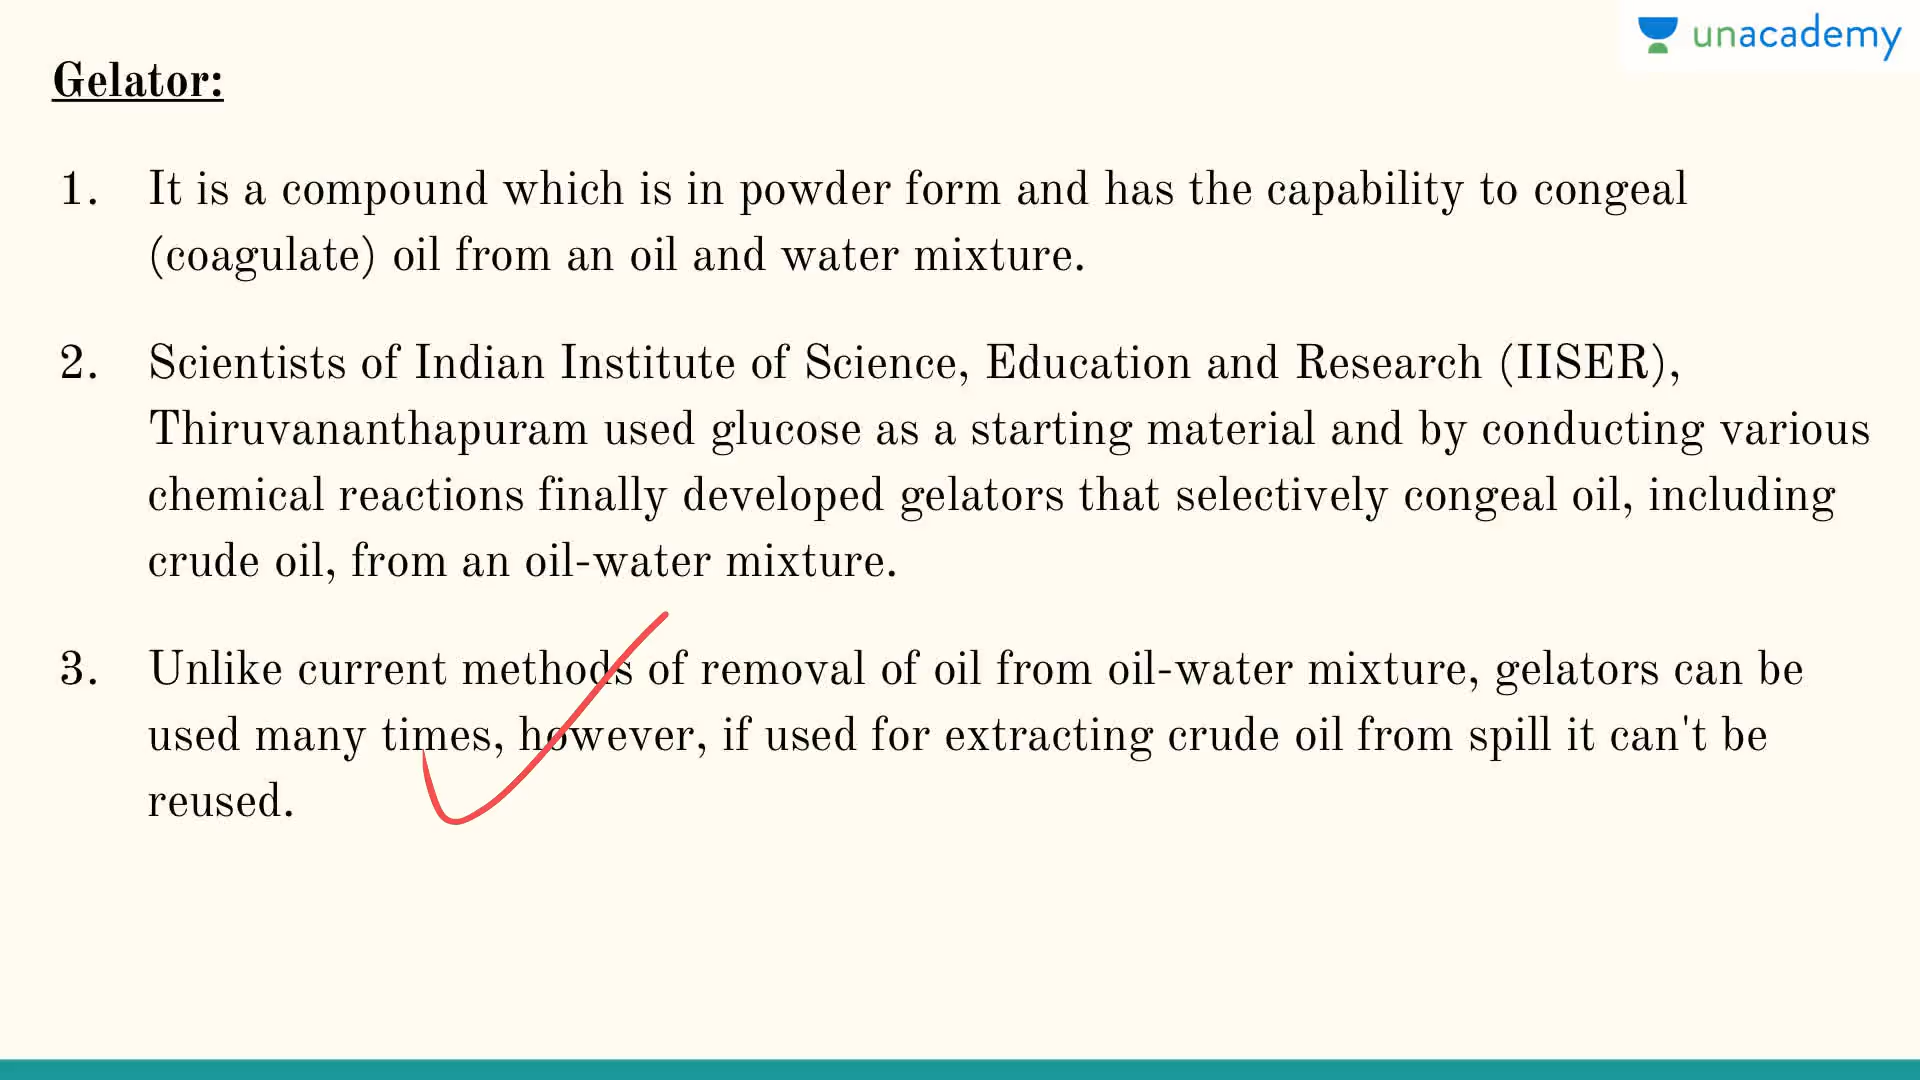 unacademy
Gelator:
1. It is a compound which is in powder form and has the capability to congeal
(coagulate) oil from an oil and water mixture.
2. Scientists of Indian Institute of Science, Education and Research (IISER),
Thiruvananthapuram used glucose as a starting material and by conducting various
chemical reactions finally developed gelators that selectively congeal oil, including
crude oil, from an oil-water mixture.
3. Unlike current methods of removal of oil from oil-water mixture, gelators can be
used many times, however, if used for extracting crude oil from spill it can't be
reused.